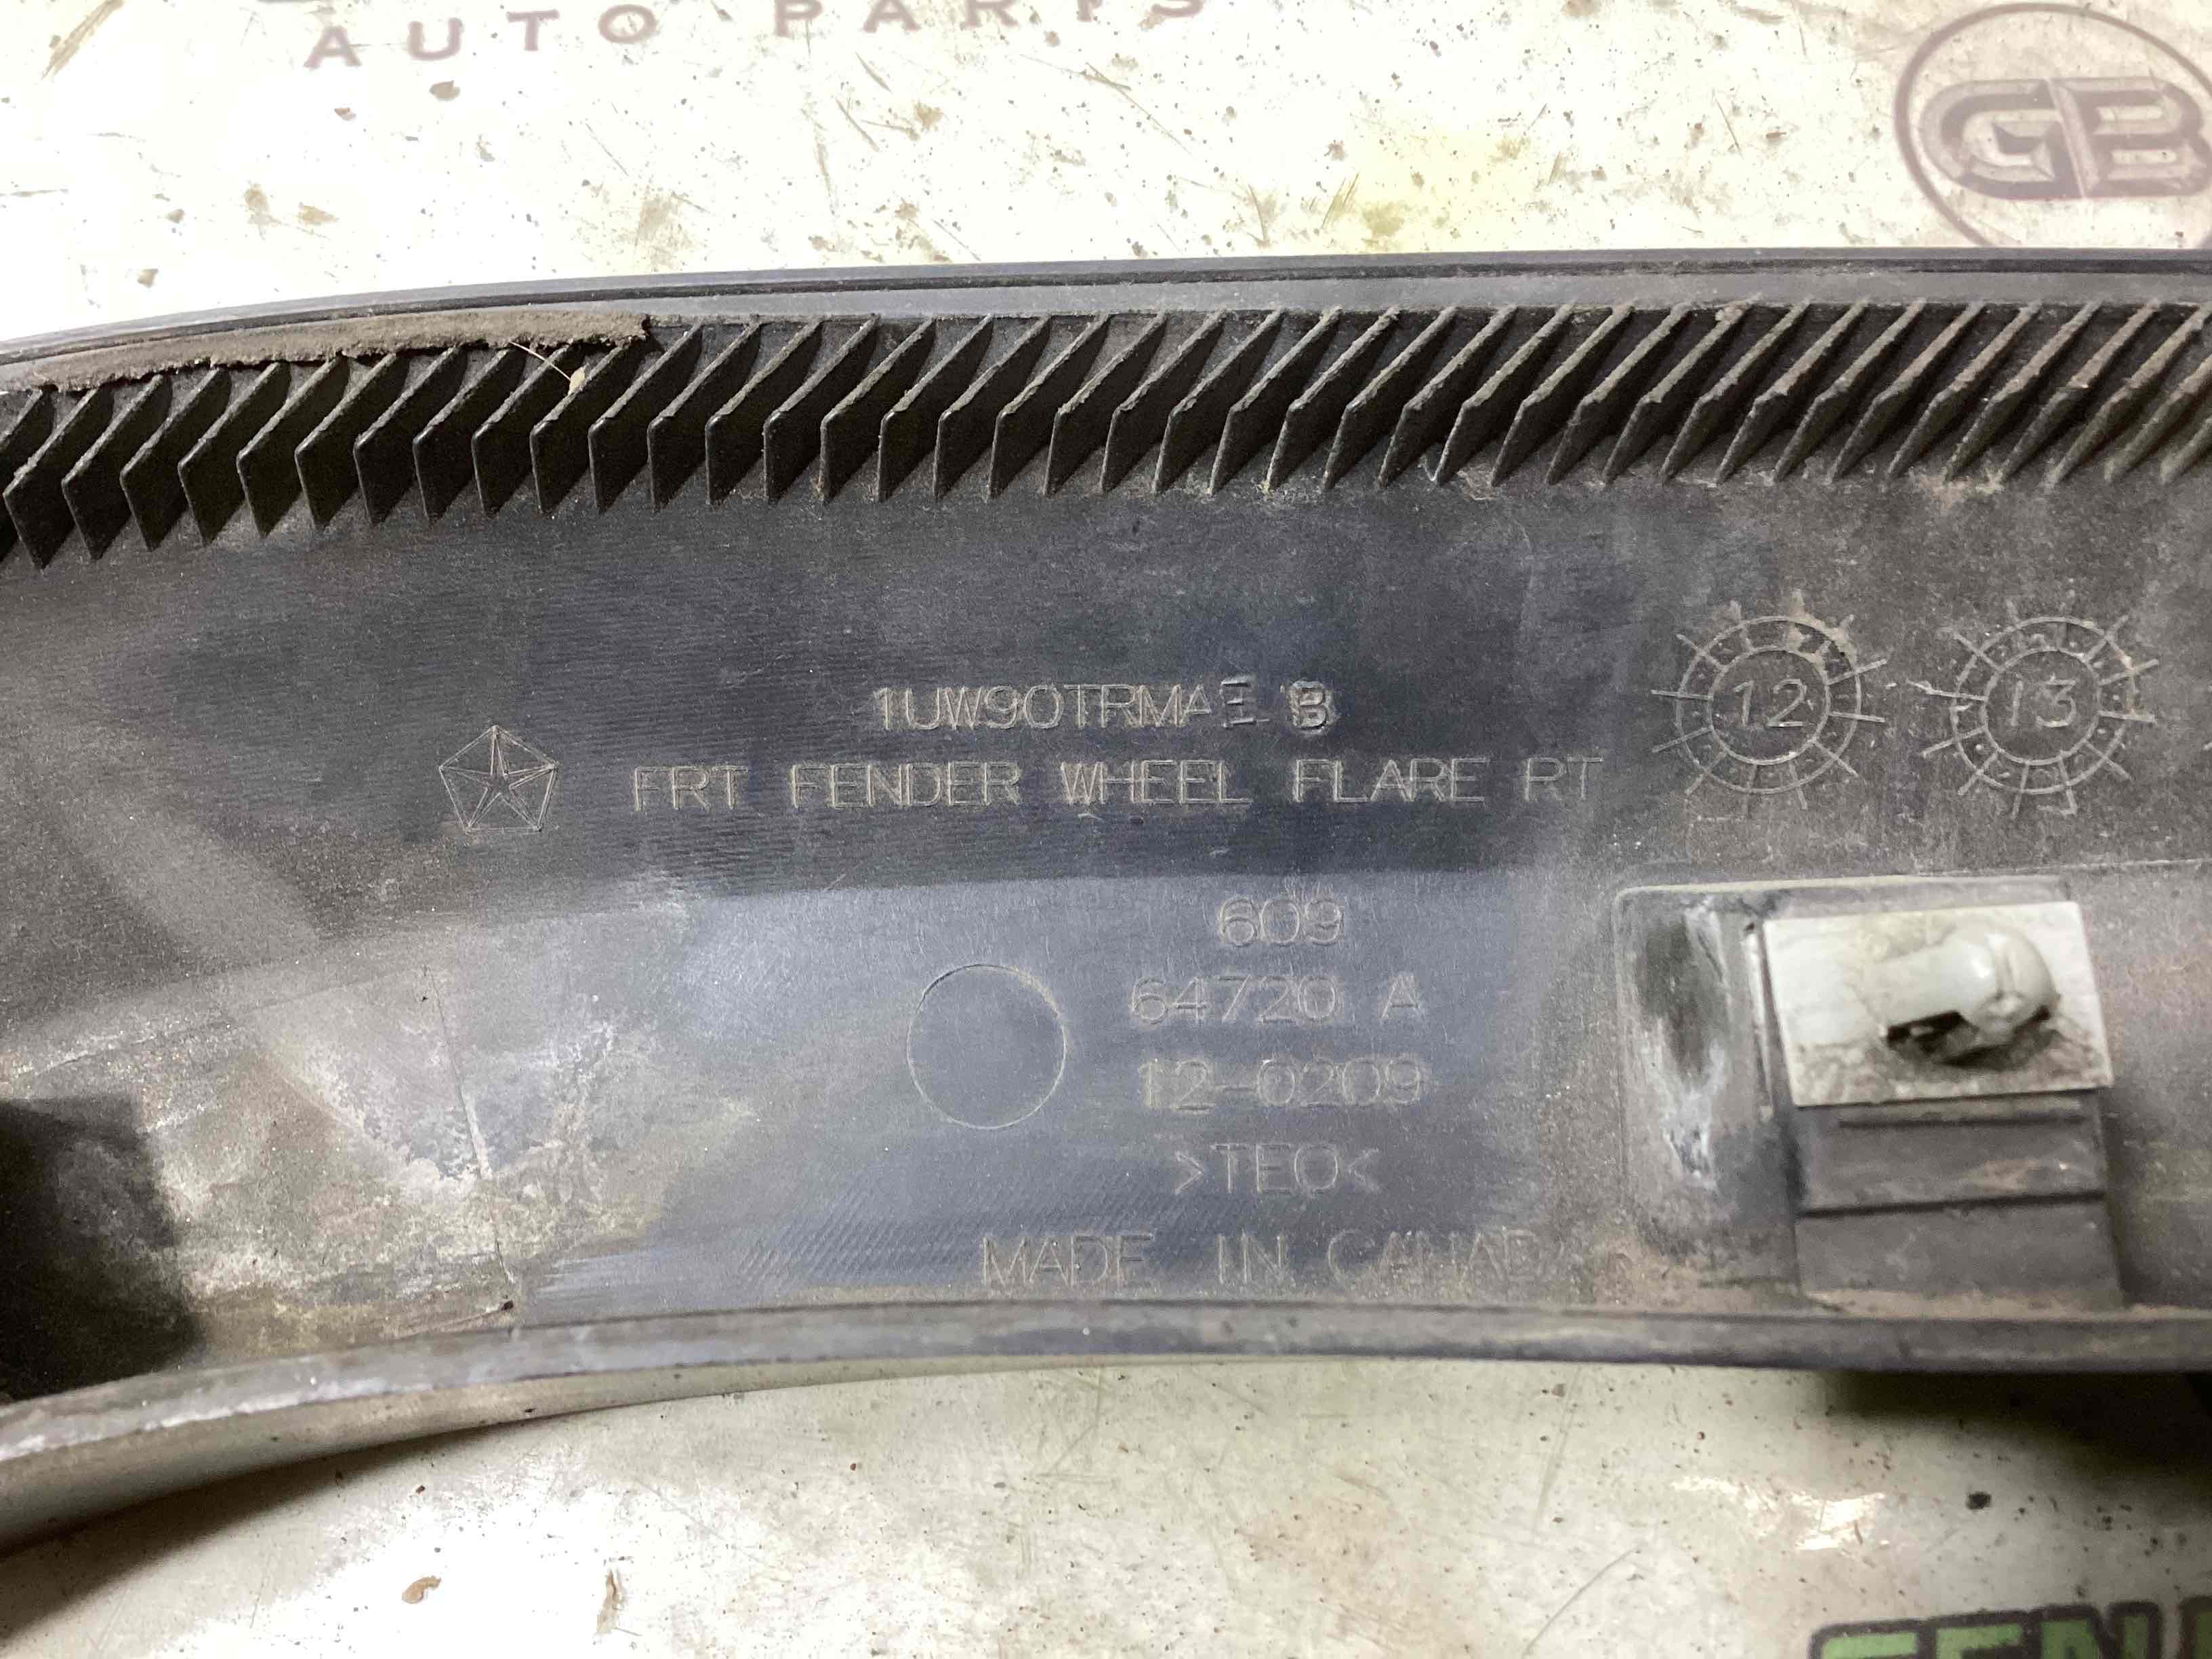 AUTO PARTS
GB
1UW90TRMAE B
12
13
FRT FENDER WHEEL FLARE RT
609
64720 A
12-0209
>TEO<
MADE IN CANADA